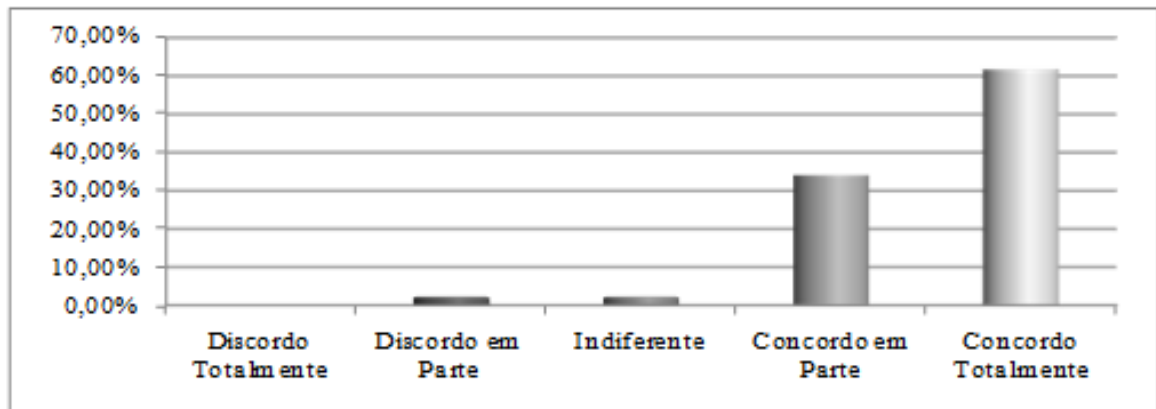 70,00%
60,00%
50,00%
40,00%
30,00%
20,00%
10,00%
0,00%
Discordo Totalmente
Discordo em Parte
Indiferente
Concordo em Parte
Concordo Totalmente